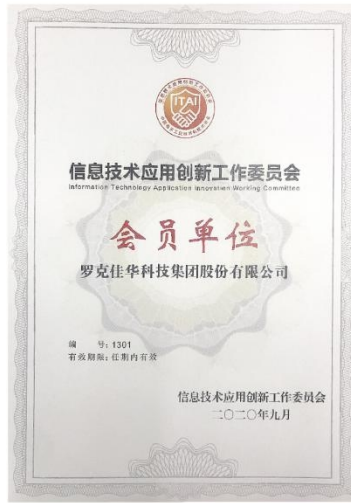 ITAI
信息技术应用创新工作委员会
Information Technology Application Innovation Working Committee
会员单位
罗克佳华科技集团股份有限公司
编 号：1301
有效期限：任期内有效
信息技术应用创新工作委员会
二〇二〇年九月